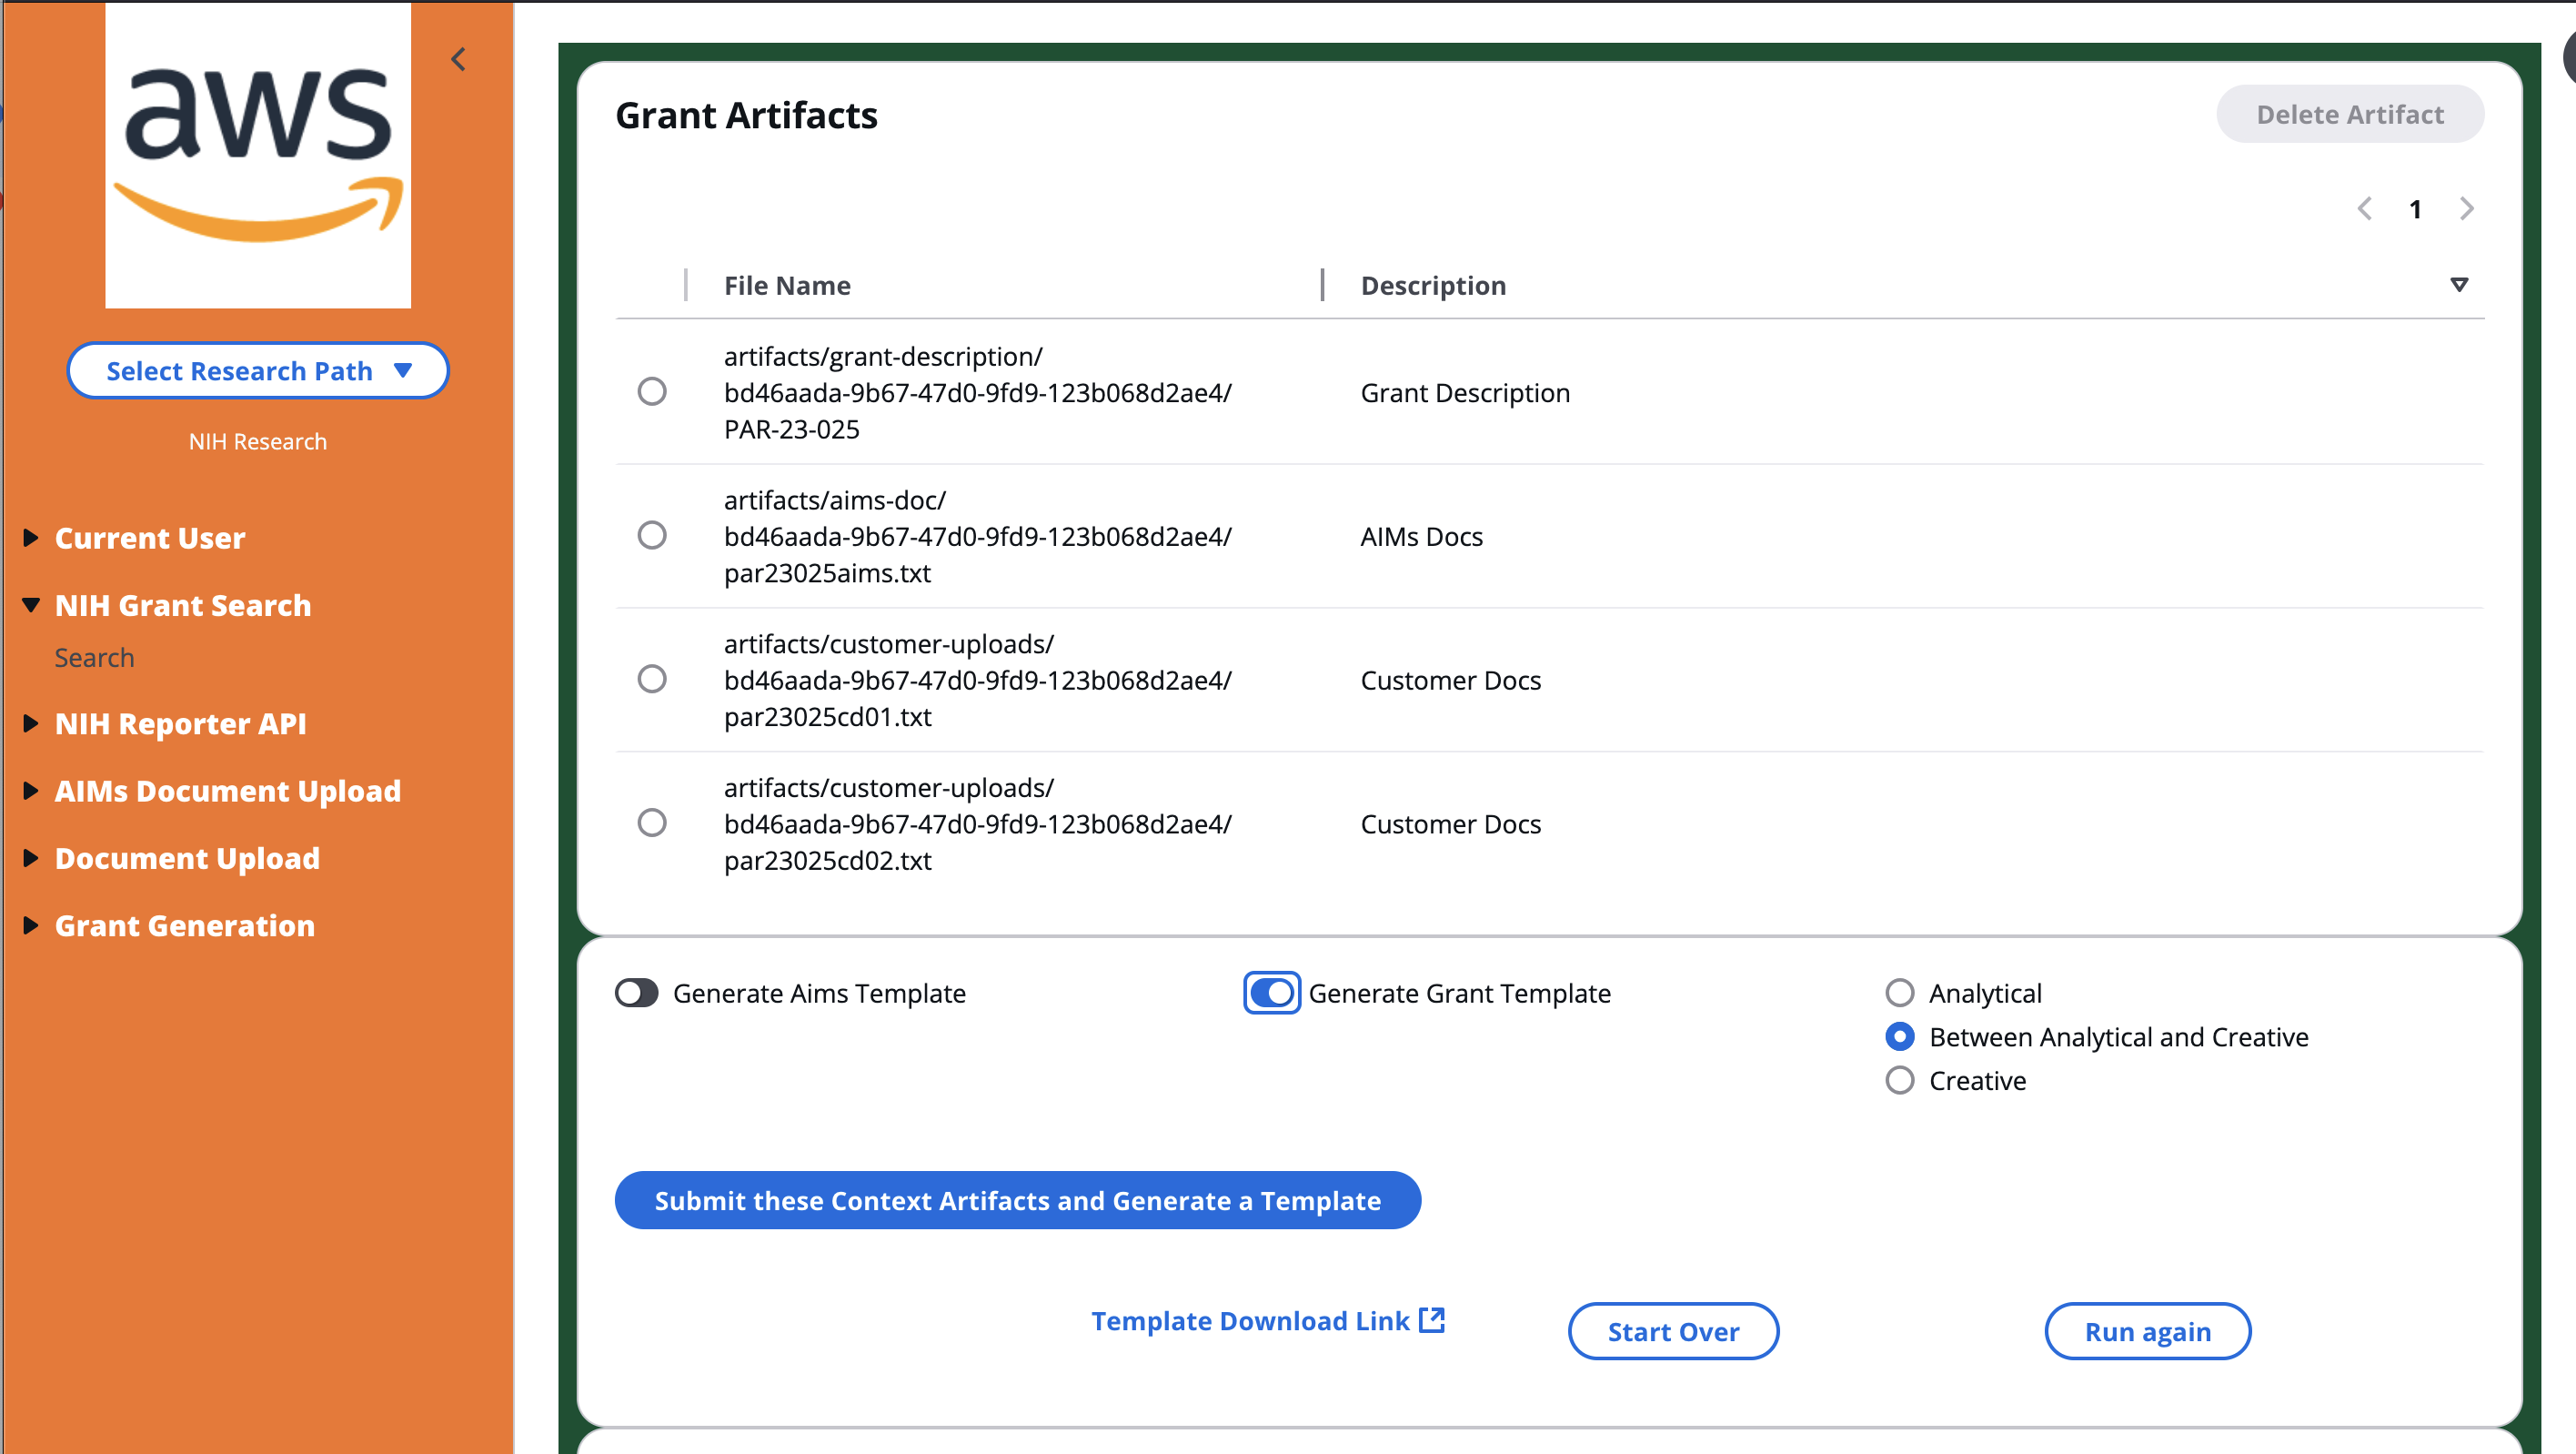 aws
Select Research Path
NIH Research
Current User
NIH Grant Search
Search
NIH Reporter API
AIMs Document Upload
Document Upload
Grant Generation
Grant Artifacts
Delete Artifact
1
File Name
Description
artifacts/grant-description/
bd46aada-9b67-47d0-9fd9-123b068d2ae4/
PAR-23-025
Grant Description
artifacts/aims-doc/
bd46aada-9b67-47d0-9fd9-123b068d2ae4/
par23025aims.txt
AIMs Docs
artifacts/customer-uploads/
bd46aada-9b67-47d0-9fd9-123b068d2ae4/
par23025cd01.txt
Customer Docs
artifacts/customer-uploads/
bd46aada-9b67-47d0-9fd9-123b068d2ae4/
par23025cd02.txt
Customer Docs
Generate Aims Template
Generate Grant Template
Analytical
Between Analytical and Creative
Creative
Submit these Context Artifacts and Generate a Template
Template Download Link
Start Over
Run again